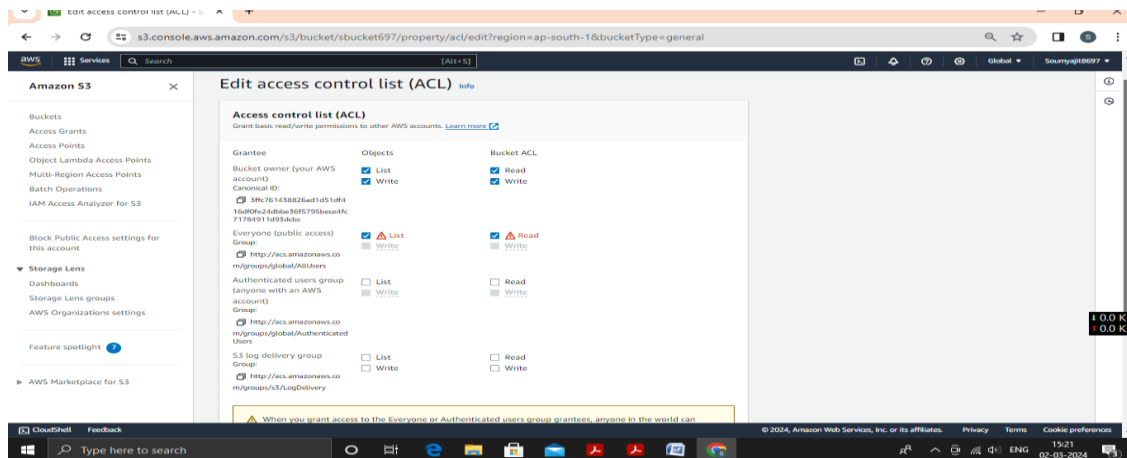 Edit access control list (ACL) - S
s3.console.aws.amazon.com/s3/bucket/sbucket697/property/acl/edit?region=ap-south-1&bucketType=general
S
aws Services Search [Alt+S] Global Soumyajit8697
Amazon S3
Buckets
Access Grants
Access Points
Object Lambda Access Points
Multi-Region Access Points
Batch Operations
IAM Access Analyzer for S3
Block Public Access settings for
this account
Storage Lens
Dashboards
Storage Lens groups
AWS Organizations settings
Feature spotlight 7
AWS Marketplace for S3
Edit access control list (ACL) Info
Access control list (ACL)
Grant basic read/write permissions to other AWS accounts. Learn more
Grantee Objects Bucket ACL
Bucket owner (your AWS
account)
Canonical ID:
3ffc761438826ad1d51df4
16df0fe24dbbe36f5795bece4fc
71784911d93dcbc
List Read
Write Write
Everyone (public access)
Group:
http://acs.amazonaws.co
m/groups/global/AllUsers
List Read
Write Write
Authenticated users group
(anyone with an AWS
account)
Group:
http://acs.amazonaws.co
m/groups/global/Authenticated
Users
List Read
Write Write
S3 log delivery group
Group:
http://acs.amazonaws.co
m/groups/s3/LogDelivery
List Read
Write Write
When you grant access to the Everyone or Authenticated users group grantees, anyone in the world can
0.0 K
0.0 K
CloudShell Feedback © 2024, Amazon Web Services, Inc. or its affiliates. Privacy Terms Cookie preferences
Type here to search ENG 15:21
02-03-2024
3